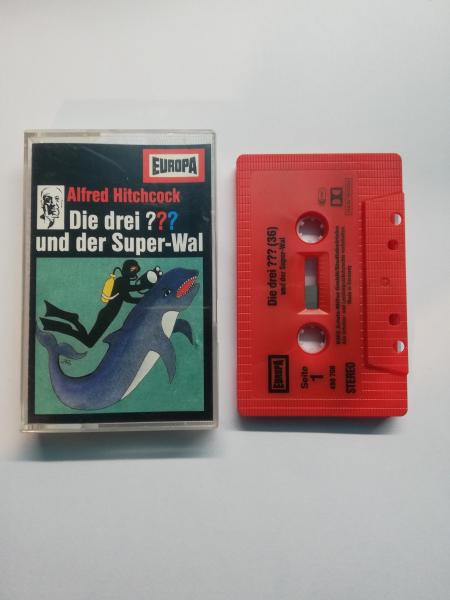 EUROPA
Alfred Hitchcock
Die drei ???
und der Super-Wal
Die drei ??? (36)
und der Super-Wal
EUROPA
Seite
1
STEREO